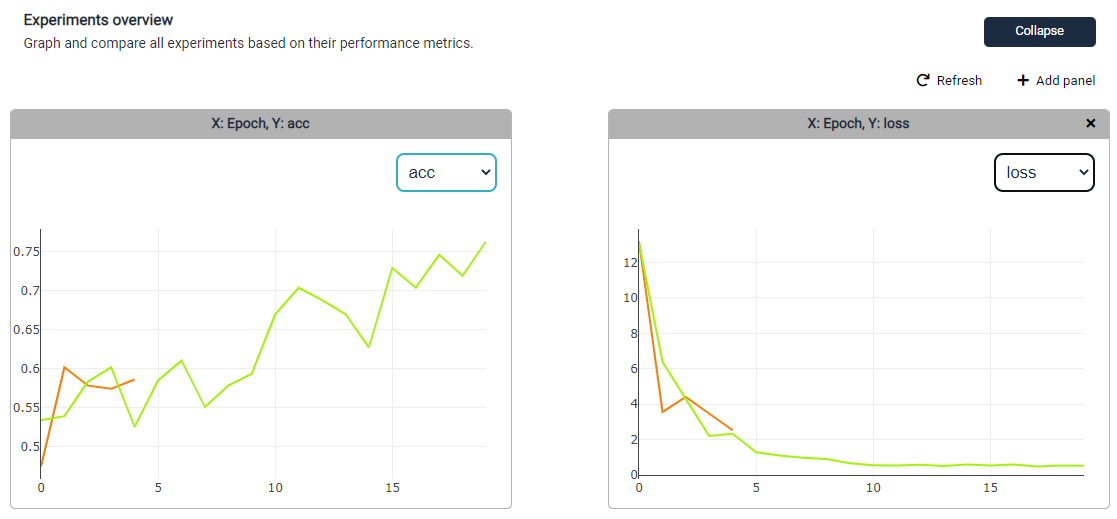 Experiments overview
Graph and compare all experiments based on their performance metrics.
Collapse
Refresh
Add panel
X: Epoch, Y: acc
acc
0.75
0.7
0.65
0.6
0.55
0.5
0 5 10 15
X: Epoch, Y: loss
loss
12
10
8
6
4
2
0
0 5 10 15